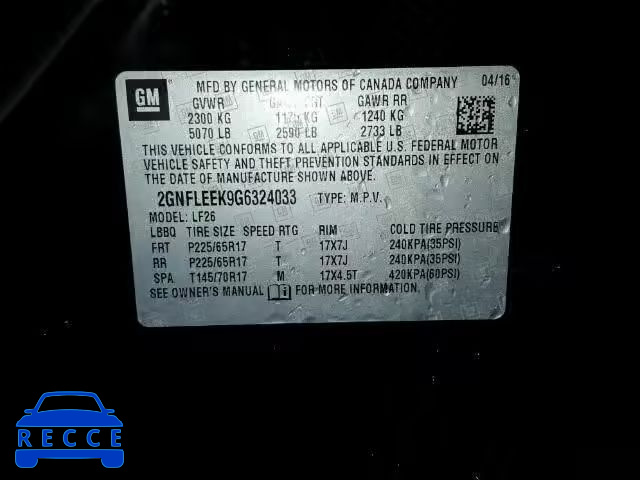 GM MFD BY GENERAL MOTORS OF CANADA COMPANY 04/16
GVWR GAWR FRT GAWR RR
2300 KG KG 1240 KG
5070 LB 2590 LB 2733 LB
THIS VEHICLE CONFORMS TO ALL APPLICABLE U.S. FEDERAL MOTOR
VEHICLE SAFETY AND THEFT PREVENTION STANDARDS IN EFFECT ON
THE DATE OF MANUFACTURE SHOWN ABOVE.
2GNFLEEK9G6324033 TYPE: M.P.V.
MODEL: LF26
LBBQ TIRE SIZE SPEED RTG RIM COLD TIRE PRESSURE
FRT P225/65R17 T 17X7J 240KPA(35PSI)
RR P225/65R17 T 17X7J 240KPA(35PSI)
SPA T145/70R17 M 17X4.5T 420KPA(60PSI)
SEE OWNER'S MANUAL FOR MORE INFORMATION.
RECCE